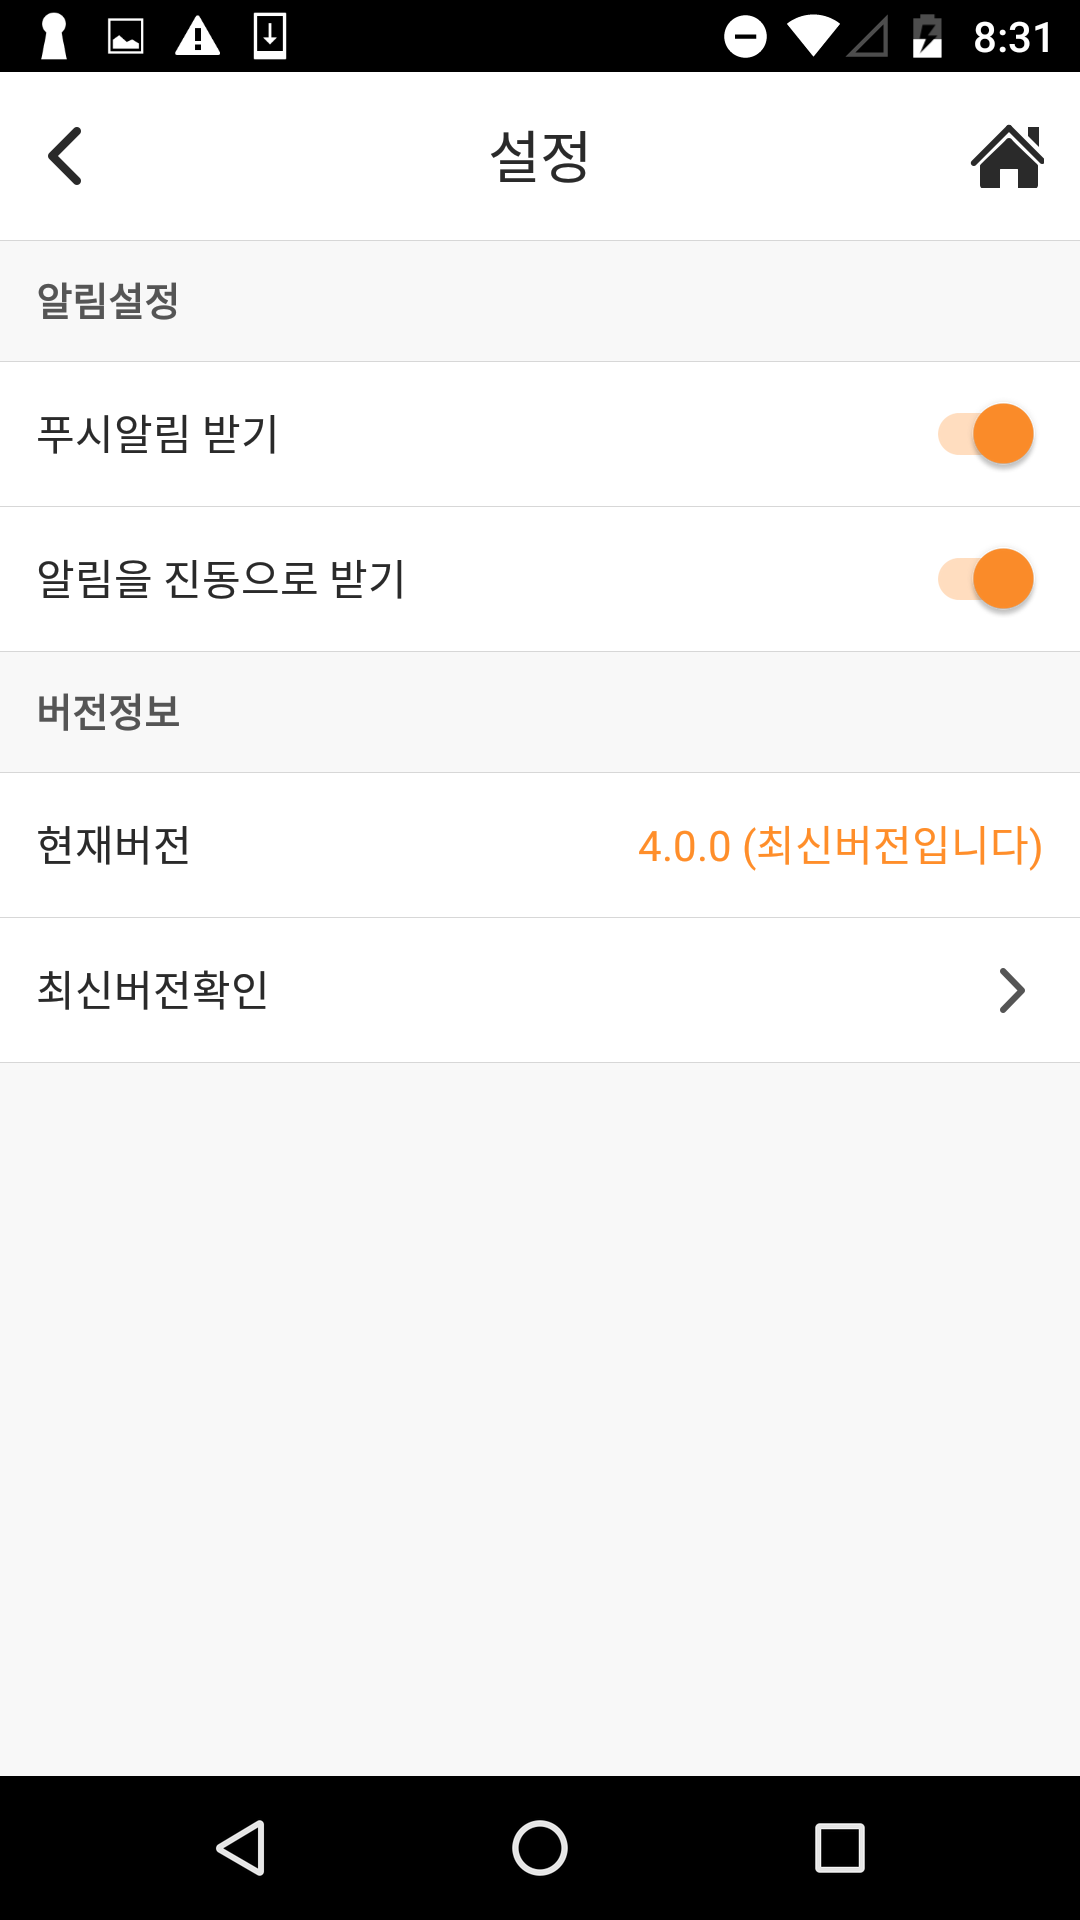 8:31
설정
알림설정
푸시알림 받기
알림을 진동으로 받기
버전정보
현재버전 4.0.0 (최신버전입니다)
최신버전확인